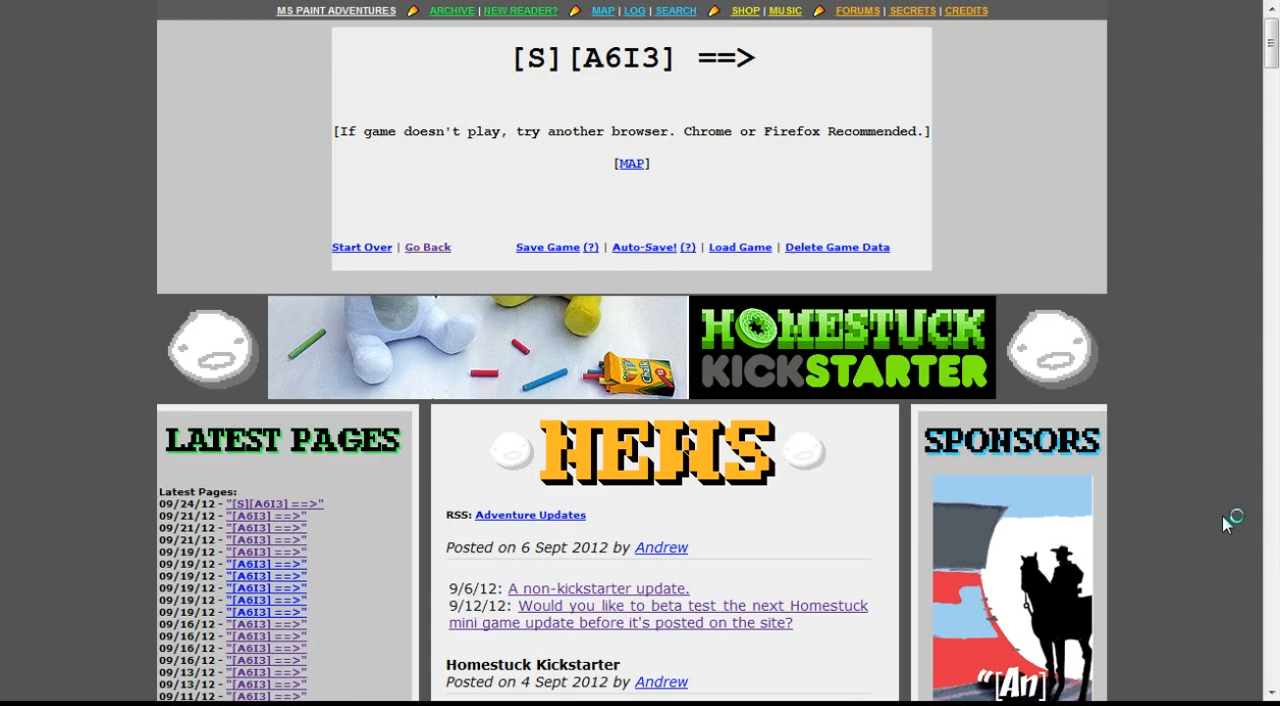 MS PAINT ADVENTURES ARCHIVE | NEW READER? MAP | LOG | SEARCH SHOP | MUSIC FORUMS | SECRETS | CREDITS
[S][A6I3] ==>
[If game doesn't play, try another browser. Chrome or Firefox Recommended.]
[MAP]
Start Over | Go Back Save Game (?) | Auto-Save! (?) | Load Game | Delete Game Data
Chalk
HOMESTUCK
KICKSTARTER
LATEST PAGES
Latest Pages:
09/24/12 - "[S][A6I3] ==>"
09/21/12 - "[A6I3] ==>"
09/21/12 - "[A6I3] ==>"
09/21/12 - "[A6I3] ==>"
09/19/12 - "[A6I3] ==>"
09/19/12 - "[A6I3] ==>"
09/19/12 - "[A6I3] ==>"
09/19/12 - "[A6I3] ==>"
09/19/12 - "[A6I3] ==>"
09/19/12 - "[A6I3] ==>"
09/16/12 - "[A6I3] ==>"
09/16/12 - "[A6I3] ==>"
09/16/12 - "[A6I3] ==>"
09/16/12 - "[A6I3] ==>"
09/13/12 - "[A6I3] ==>"
09/13/12 - "[A6I3] ==>"
09/11/12 - "[A6I3] ==>"
NEWS
RSS: Adventure Updates
Posted on 6 Sept 2012 by Andrew
9/6/12: A non-kickstarter update.
9/12/12: Would you like to beta test the next Homestuck
mini game update before it's posted on the site?
Homestuck Kickstarter
Posted on 4 Sept 2012 by Andrew
SPONSORS
"[An]